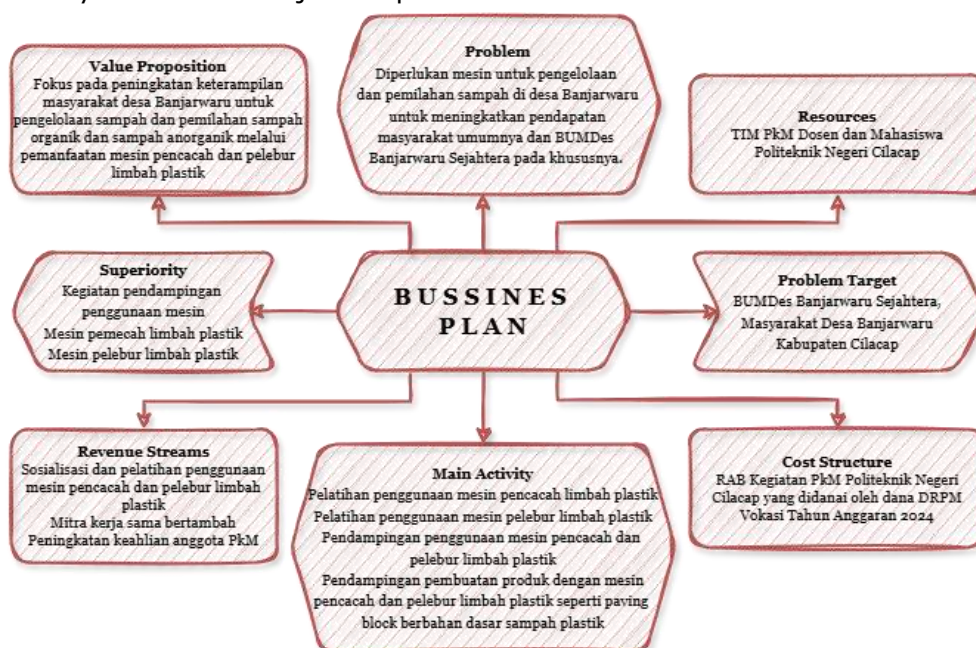 Value Proposition
Fokus pada peningkatan keterampilan
masyarakat desa Banjarwaru untuk
pengelolaan sampah dan pemilahan sampah
organik dan sampah anorganik melalui
pemanfaatan mesin pencacah dan pelebur
limbah plastik
Problem
Diperlukan mesin untuk pengelolaan
dan pemilahan sampah di desa Banjarwaru
untuk meningkatkan pendapatan
masyarakat umumnya dan BUMDes
Banjarwaru Sejahtera pada khususnya.
Resources
TIM PkM Dosen dan Mahasiswa
Politeknik Negeri Cilacap
Superiority
Kegiatan pendampingan
penggunaan mesin
Mesin pemecah limbah plastik
Mesin pelebur limbah plastik
BUSSINES
PLAN
Problem Target
BUMDes Banjarwaru Sejahtera,
Masyarakat Desa Banjarwaru
Kabupaten Cilacap
Revenue Streams
Sosialisasi dan pelatihan penggunaan
mesin pencacah dan pelebur limbah
plastik
Mitra kerja sama bertambah
Peningkatan keahlian anggota PkM
Main Activity
Pelatihan penggunaan mesin pencacah limbah plastik
Pelatihan penggunaan mesin pelebur limbah plastik
Pendampingan penggunaan mesin pencacah dan
pelebur limbah plastik
Pendampingan pembuatan produk dengan mesin
pencacah dan pelebur limbah plastik seperti paving
block berbahan dasar sampah plastik
Cost Structure
RAB Kegiatan PkM Politeknik Negeri
Cilacap yang didanai oleh dana DRPM
Vokasi Tahun Anggaran 2024